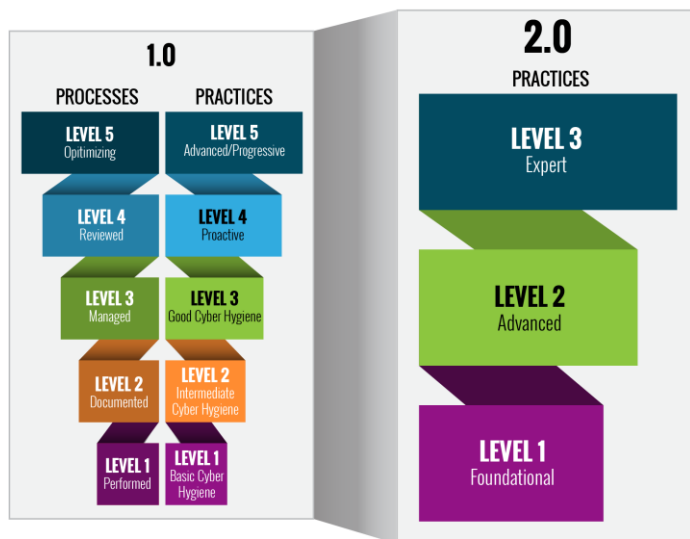 1.0
PROCESSES
PRACTICES
LEVEL 5
Opitimizing
LEVEL 5
Advanced/Progressive
LEVEL 4
Reviewed
LEVEL 4
Proactive
LEVEL 3
Managed
LEVEL 3
Good Cyber Hygiene
LEVEL 2
Documented
LEVEL 2
Intermediate
Cyber Hygiene
LEVEL 1
Performed
LEVEL 1
Basic Cyber
Hygiene
2.0
PRACTICES
LEVEL 3
Expert
LEVEL 2
Advanced
LEVEL 1
Foundational